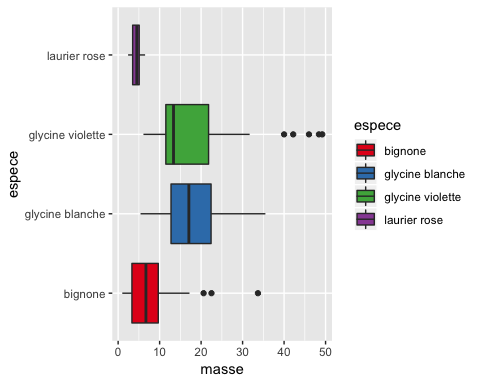 laurier rose
glycine violette
glycine blanche
bignone
espece
0 10 20 30 40 50
masse
espece
bignone
glycine blanche
glycine violette
laurier rose